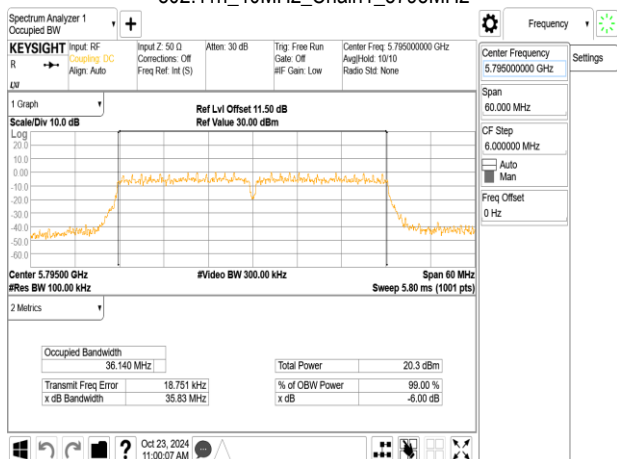 802.11n_40MHz_Chain1_5795MHz
Spectrum Analyzer 1
Occupied BW
KEYSIGHT
R
Input: RF
Coupling: DC
Align: Auto
Input Z: 50 Ω
Corrections: Off
Freq Ref: Int (S)
Atten: 30 dB
Trig: Free Run
Gate: Off
#IF Gain: Low
Center Freq: 5.795000000 GHz
Avg|Hold: 10/10
Radio Std: None
1 Graph
Scale/Div 10.0 dB
Ref Lvl Offset 11.50 dB
Ref Value 30.00 dBm
Log
20.0
10.0
0.00
-10.0
-20.0
-30.0
-40.0
-50.0
-60.0
Center 5.79500 GHz
#Video BW 300.00 kHz
Span 60 MHz
#Res BW 100.00 kHz
Sweep 5.80 ms (1001 pts)
2 Metrics
Occupied Bandwidth
36.140 MHz
Total Power 20.3 dBm
Transmit Freq Error 18.751 kHz
% of OBW Power 99.00 %
x dB Bandwidth 35.83 MHz
x dB -6.00 dB
Oct 23, 2024
11:00:07 AM
Frequency
Center Frequency
5.795000000 GHz
Settings
Span
60.000 MHz
CF Step
6.000000 MHz
Auto
Man
Freq Offset
0 Hz